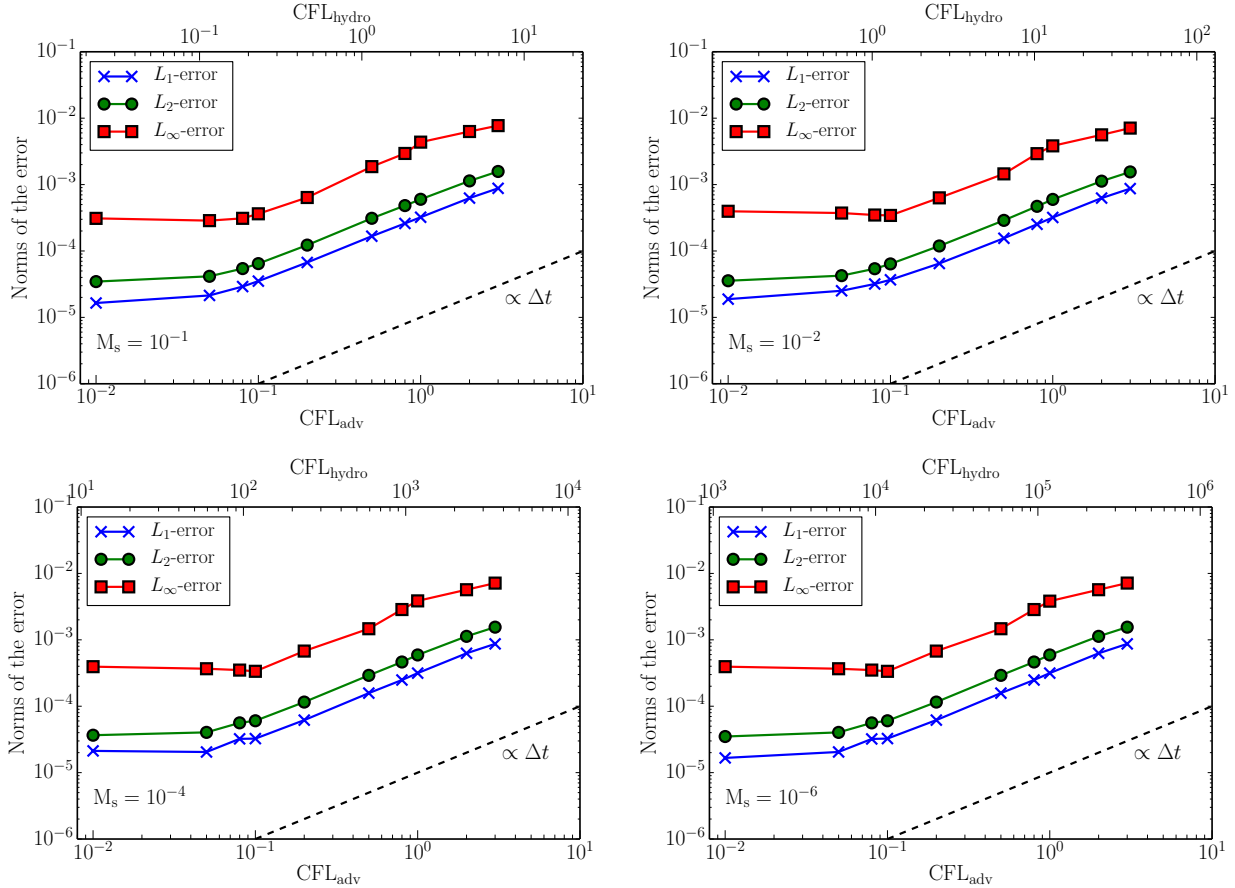 CFL_hydro
10^{-1} 10^0 10^1
10^{-1}
10^{-2}
10^{-3}
10^{-4}
10^{-5}
10^{-6}
Norms of the error
L_1-error
L_2-error
L_∞-error
∝ Δt
M_s = 10^{-1}
10^{-2} 10^{-1} 10^0 10^1
CFL_adv
CFL_hydro
10^0 10^1 10^2
10^{-1}
10^{-2}
10^{-3}
10^{-4}
10^{-5}
10^{-6}
Norms of the error
L_1-error
L_2-error
L_∞-error
∝ Δt
M_s = 10^{-2}
10^{-2} 10^{-1} 10^0 10^1
CFL_adv
CFL_hydro
10^1 10^2 10^3 10^4
10^{-1}
10^{-2}
10^{-3}
10^{-4}
10^{-5}
10^{-6}
Norms of the error
L_1-error
L_2-error
L_∞-error
∝ Δt
M_s = 10^{-4}
10^{-2} 10^{-1} 10^0 10^1
CFL_adv
CFL_hydro
10^3 10^4 10^5 10^6
10^{-1}
10^{-2}
10^{-3}
10^{-4}
10^{-5}
10^{-6}
Norms of the error
L_1-error
L_2-error
L_∞-error
∝ Δt
M_s = 10^{-6}
10^{-2} 10^{-1} 10^0 10^1
CFL_adv